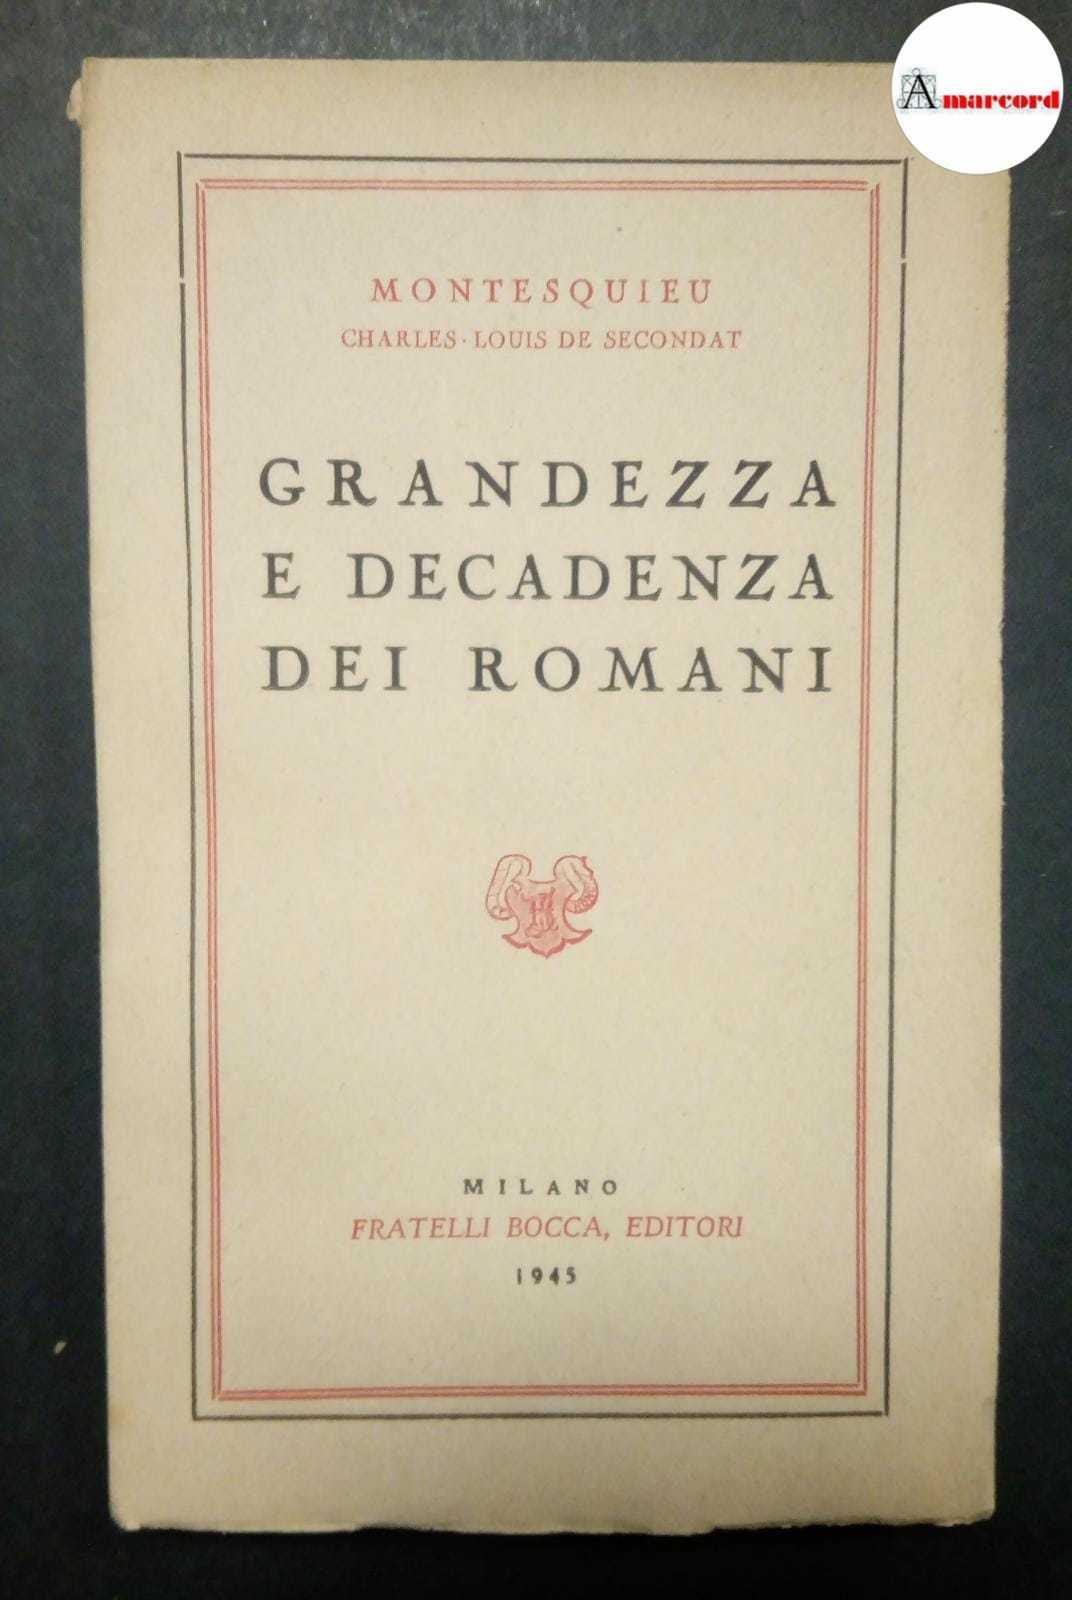 Amarcord
MONTESQUIEU
CHARLES·LOUIS DE SECONDAT
GRANDEZZA
E DECADENZA
DEI ROMANI
MILANO
FRATELLI BOCCA, EDITORI
1945